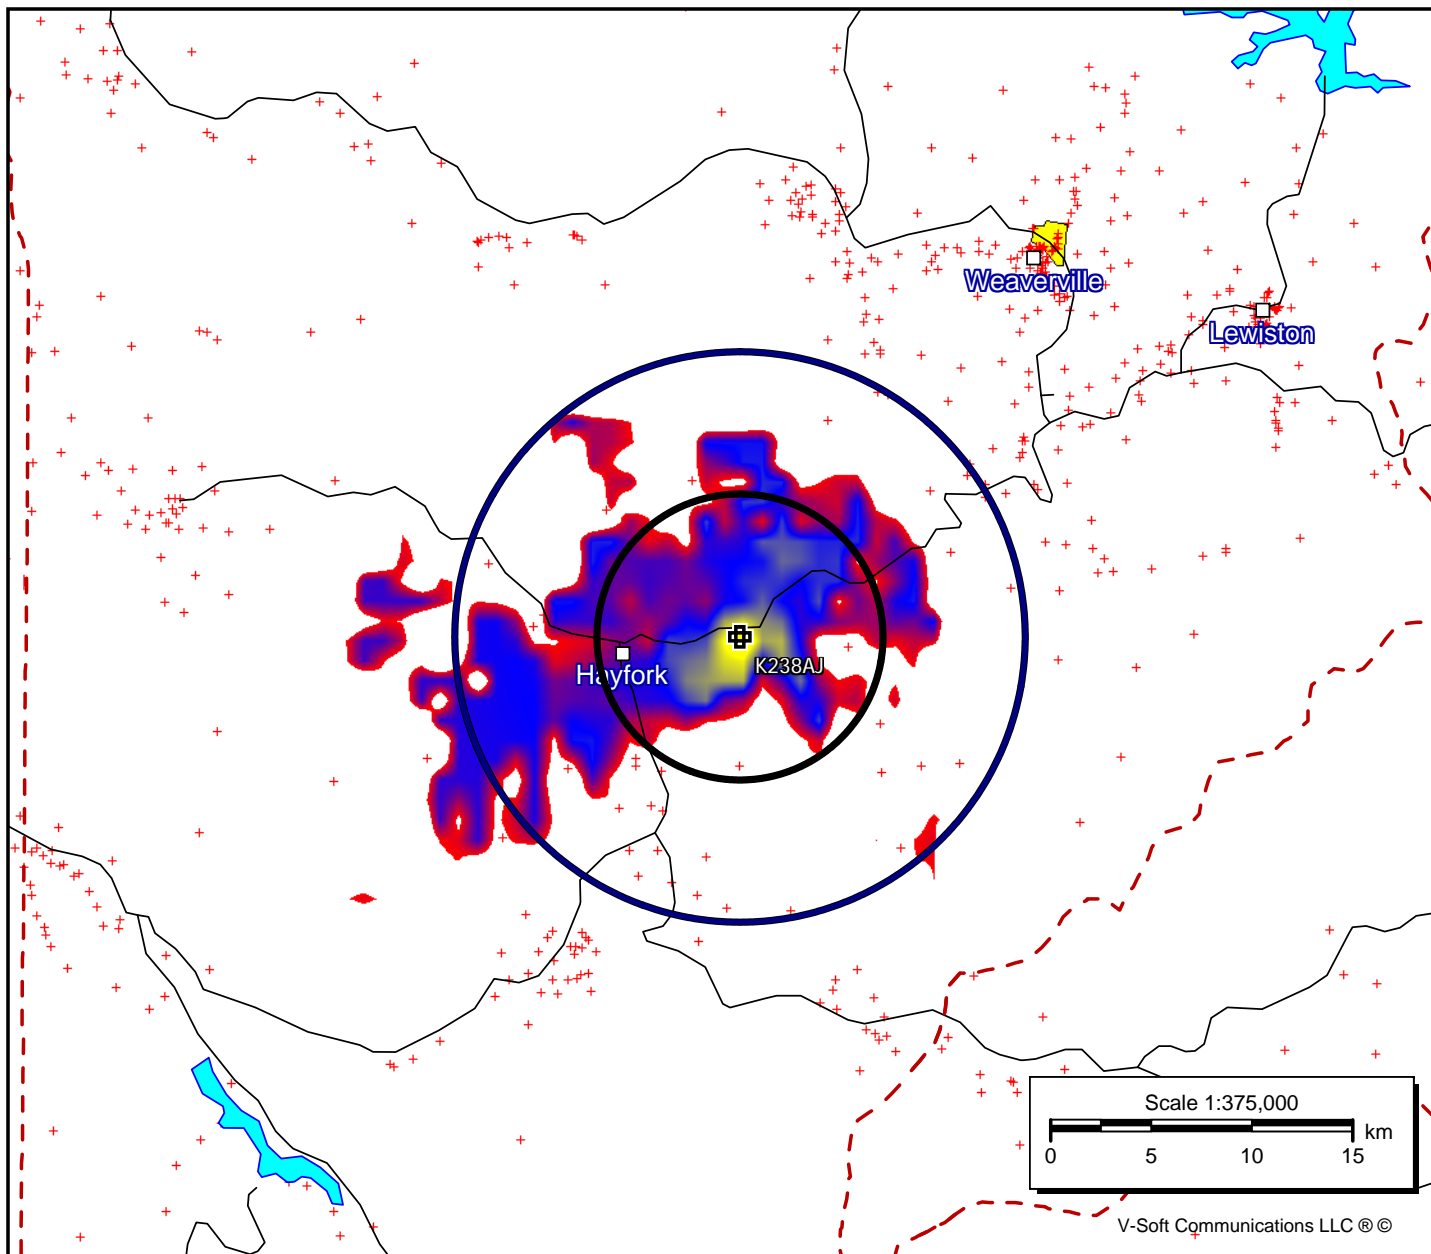 Weaverville
Lewiston
K238AJ
Hayfork
Scale 1:375,000
km
0 5 10 15
V-Soft Communications LLC ® ©